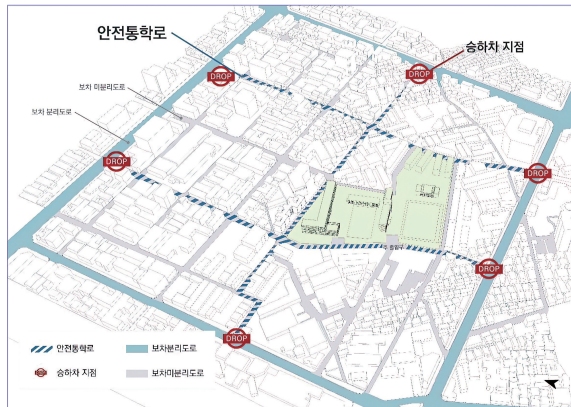 안전통학로
승하차 지점
DROP
DROP
보차 미분리도로
보차 분리도로
DROP
DROP
DROP
DROP
안전통학로
보차분리도로
승하차 지점
보차미분리도로